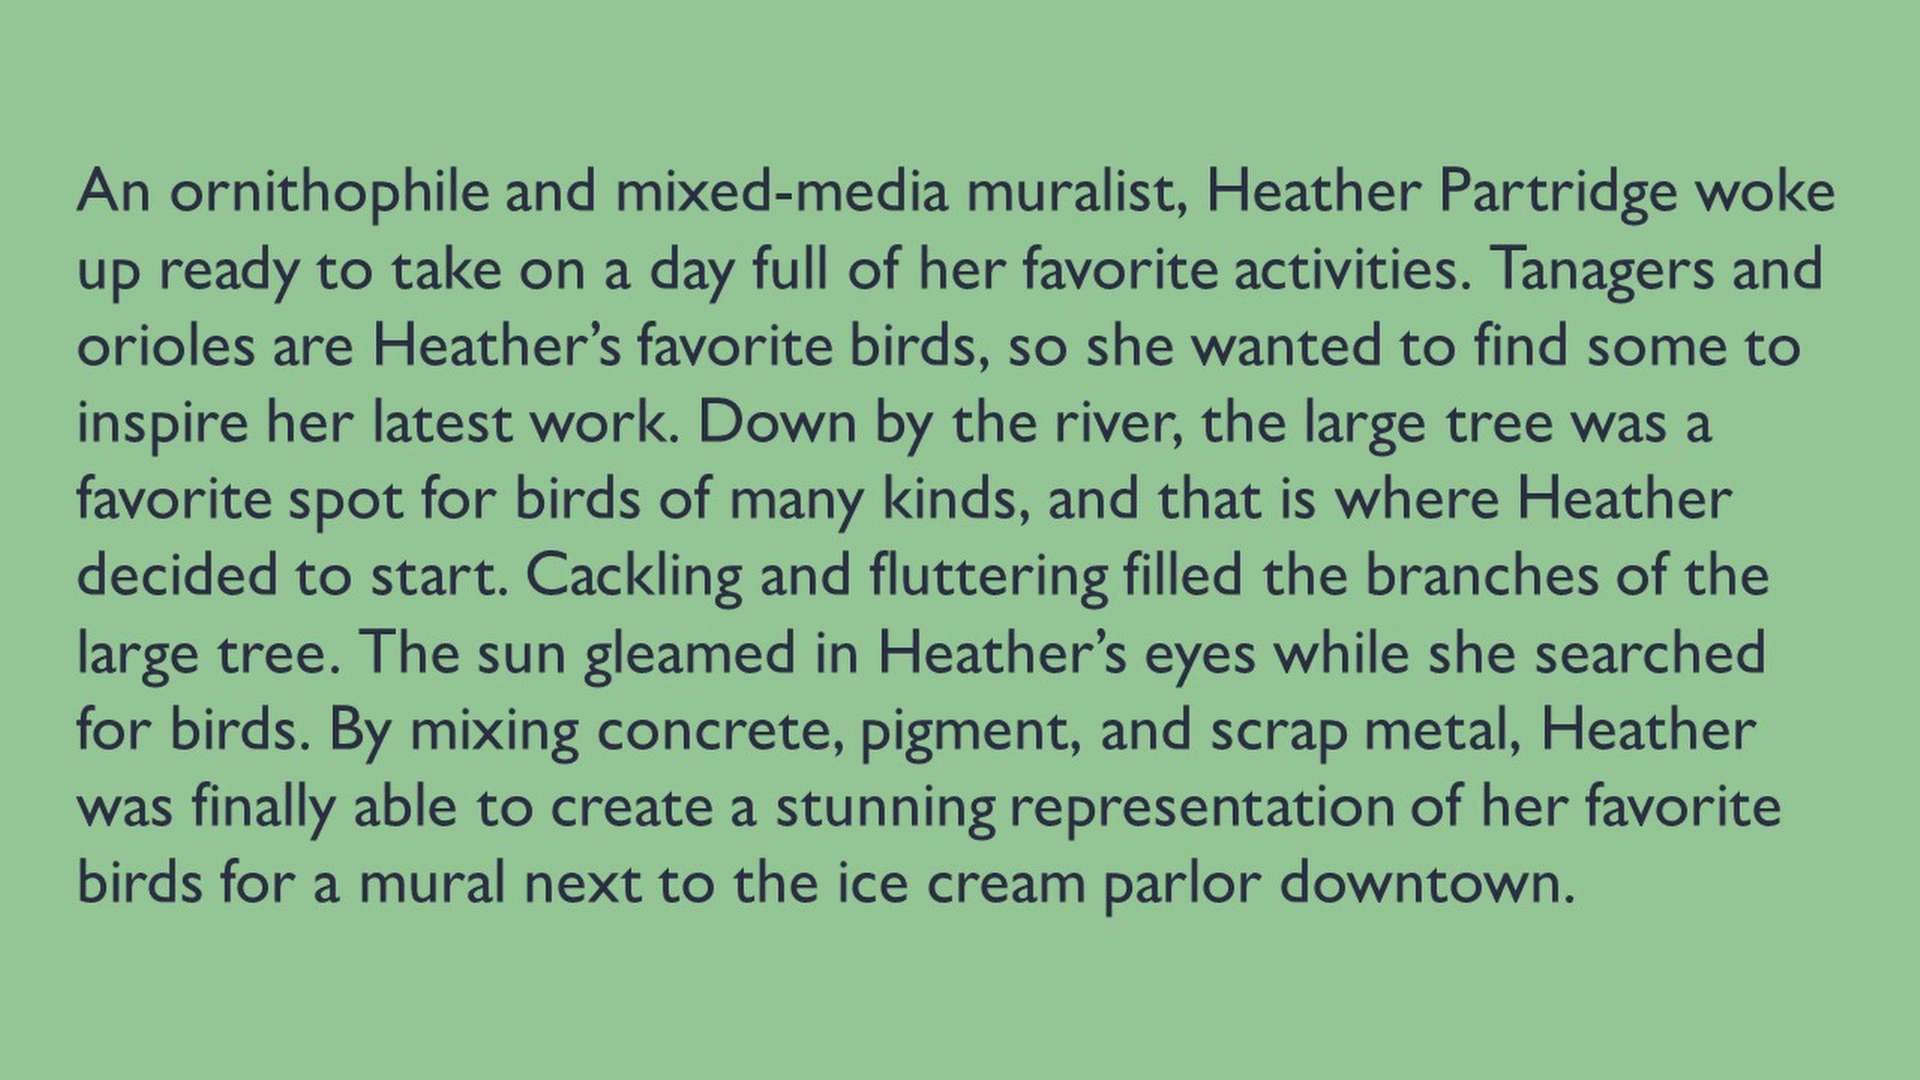 An ornithophile and mixed-media muralist, Heather Partridge woke
up ready to take on a day full of her favorite activities. Tanagers and
orioles are Heather’s favorite birds, so she wanted to find some to
inspire her latest work. Down by the river, the large tree was a
favorite spot for birds of many kinds, and that is where Heather
decided to start. Cackling and fluttering filled the branches of the
large tree. The sun gleamed in Heather’s eyes while she searched
for birds. By mixing concrete, pigment, and scrap metal, Heather
was finally able to create a stunning representation of her favorite
birds for a mural next to the ice cream parlor downtown.